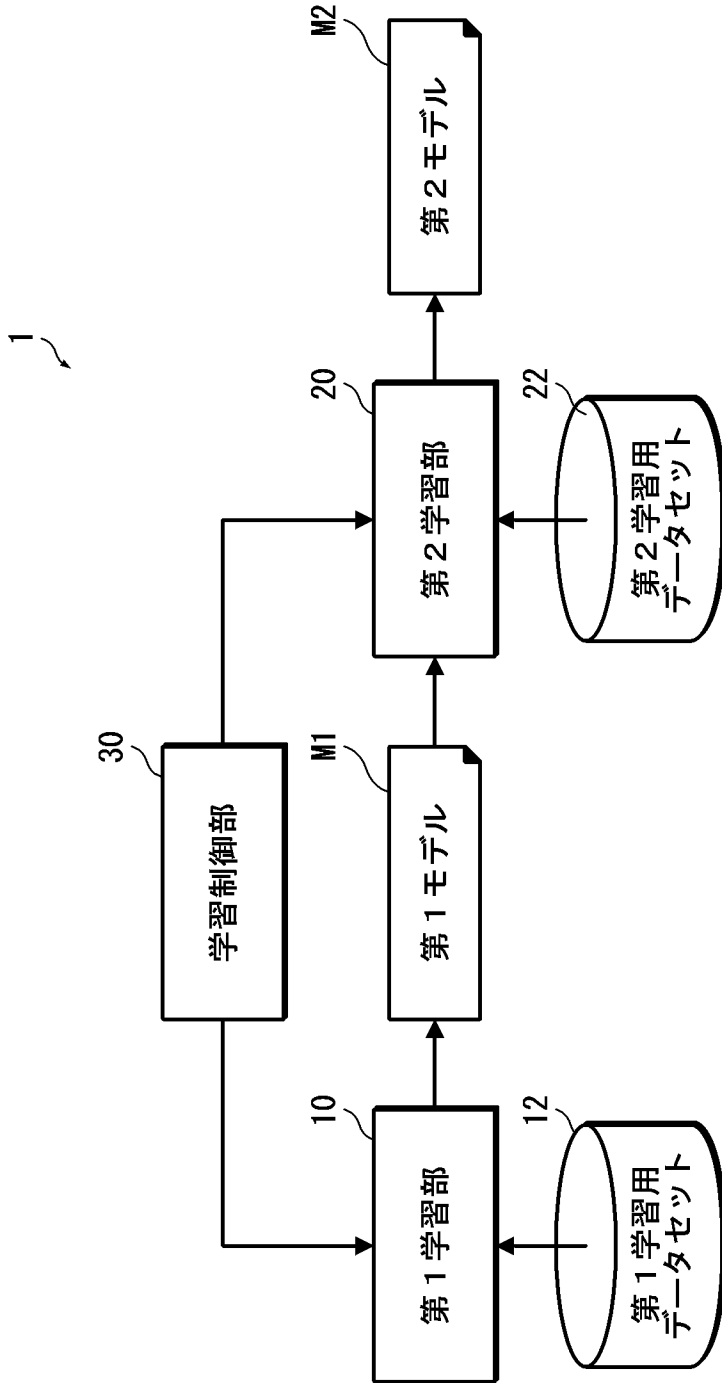 1
30
学習制御部
10
第1学習部
M1
第1モデル
20
第2学習部
M2
第2モデル
12
第1学習用
データセット
22
第2学習用
データセット